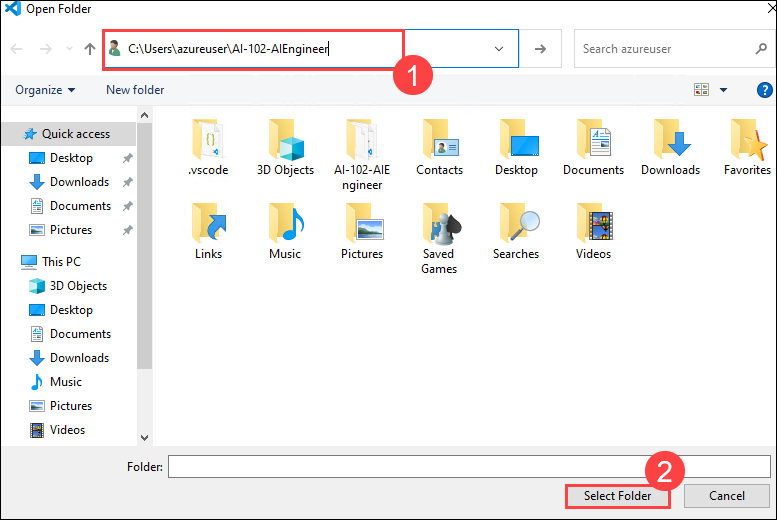 Open Folder
C:\Users\azureuser\AI-102-AIEngineer
Search azureuser
1
Organize
New folder
?
Quick access
Desktop
Downloads
Documents
Pictures
This PC
3D Objects
Desktop
Documents
Downloads
Music
Pictures
Videos
.vscode
3D Objects
AI-102-AIE
ngineer
Contacts
Desktop
Documents
Downloads
Favorites
Links
Music
Pictures
Saved
Games
Searches
Videos
Folder:
2
Select Folder
Cancel